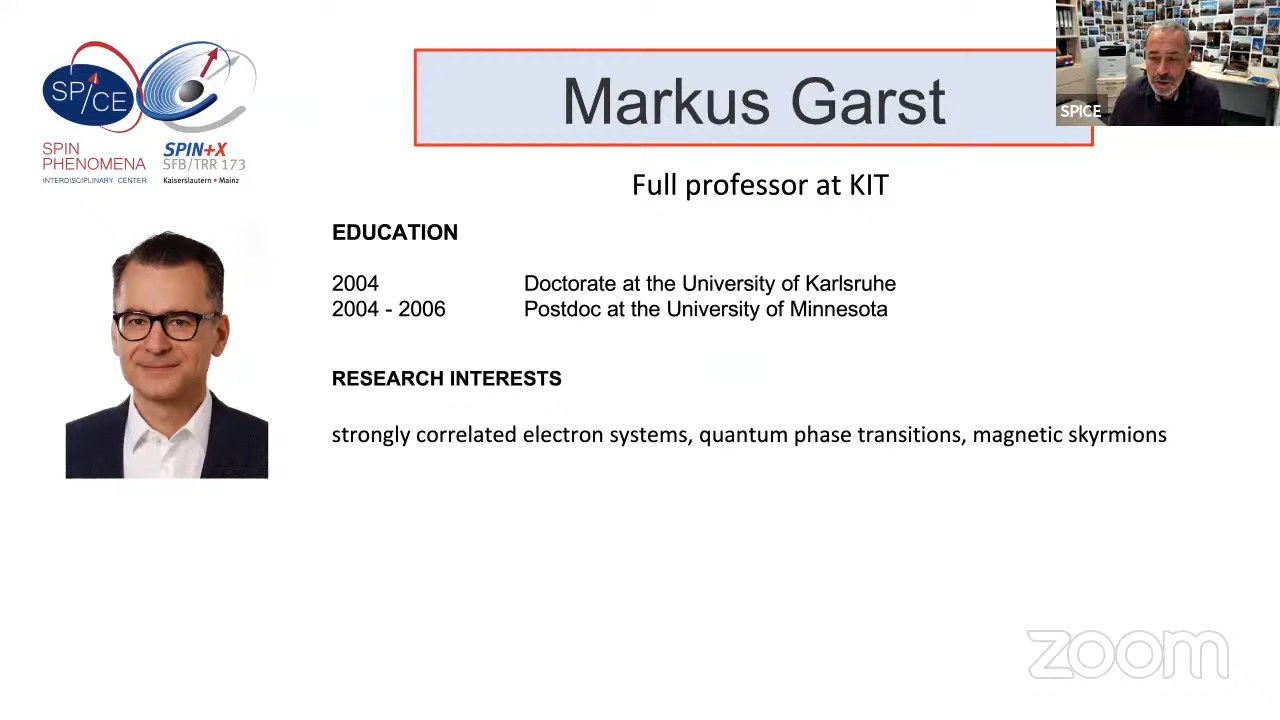 SPICE
SPIN
PHENOMENA
INTERDISCIPLINARY CENTER
SPIN+X
SFB/TRR 173
Kaiserslautern • Mainz
Markus Garst
SPICE
Full professor at KIT
EDUCATION
2004 Doctorate at the University of Karlsruhe
2004 - 2006 Postdoc at the University of Minnesota
RESEARCH INTERESTS
strongly correlated electron systems, quantum phase transitions, magnetic skyrmions
zoom